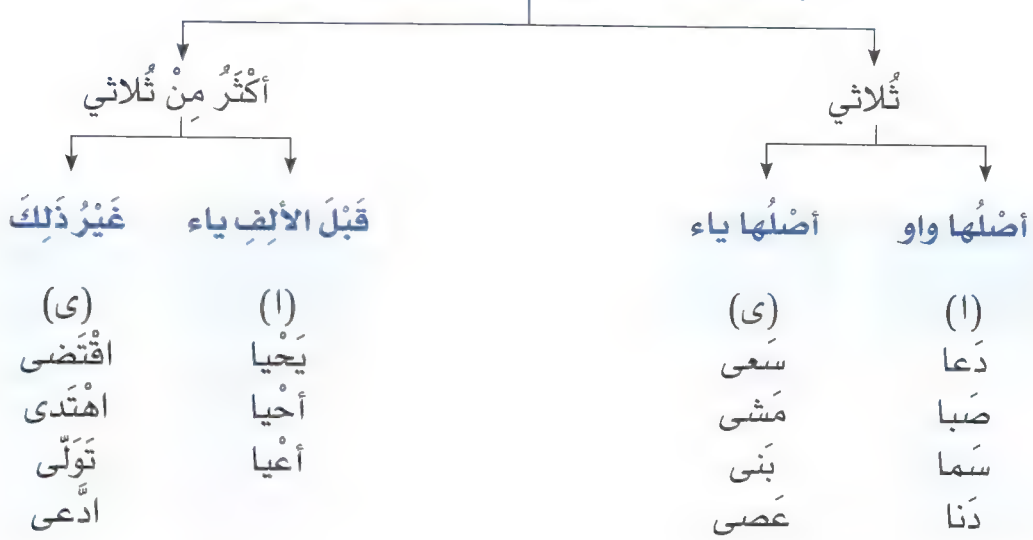 ثُلاثي أكْثَرُ مِنْ ثُلاثي
أصْلُها واو أصْلُها ياء قَبْلَ الألِفِ ياء غَيْرُ ذَلِكَ
(ا) (ى) (ا) (ى)
دَعا سَعى يَحْيا اقْتَضى
صَبا مَشى أحْيا اهْتَدى
سَما بَنى أعْيا تَوَلّى
دَنا عَصى ادَّعى